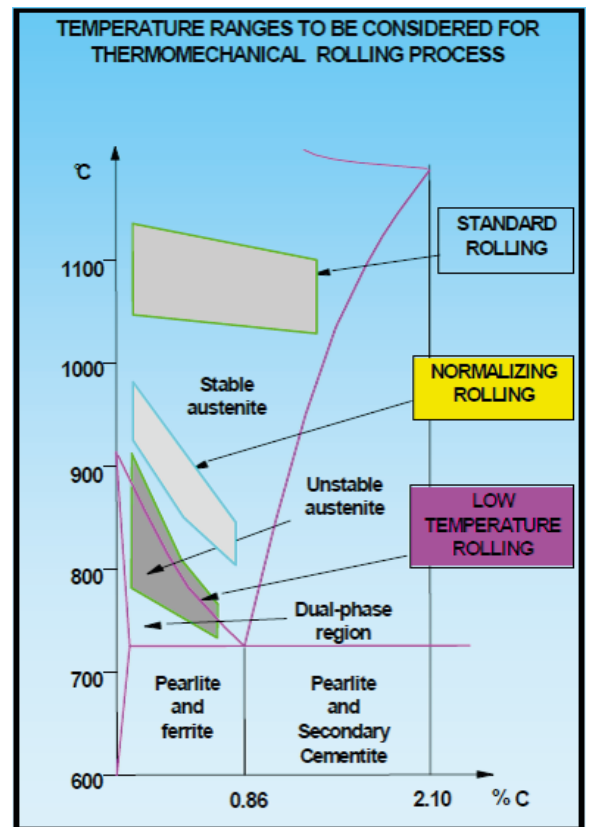 TEMPERATURE RANGES TO BE CONSIDERED FOR
THERMOMECHANICAL ROLLING PROCESS
°C
STANDARD
ROLLING
1100
1000
NORMALIZING
ROLLING
Stable
austenite
900
Unstable
austenite
LOW
TEMPERATURE
ROLLING
800
Dual-phase
region
700
Pearlite
and
ferrite
Pearlite
and
Secondary
Cementite
600
0.86
2.10
% C